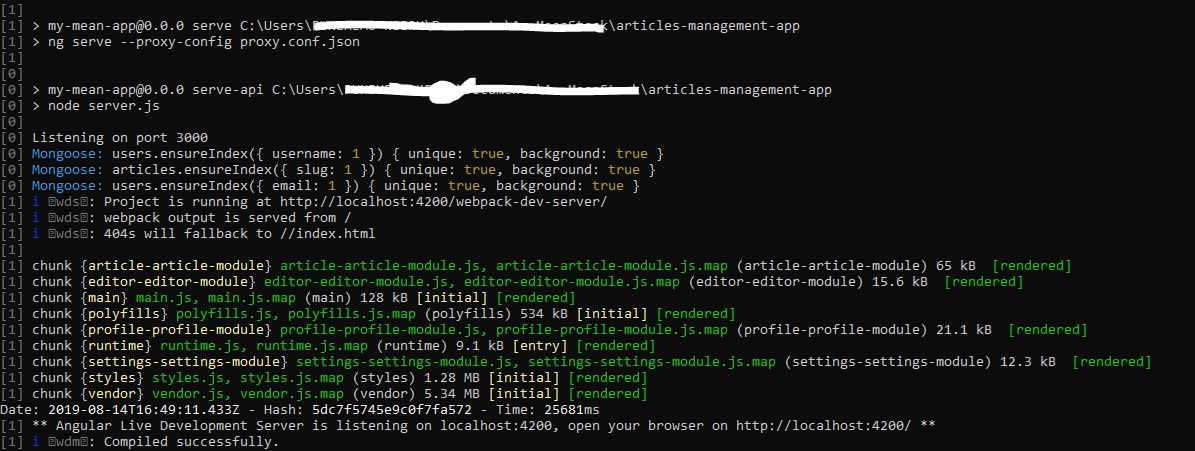 [1]
[1] > my-mean-app@0.0.0 serve C:\Users\ \articles-management-app
[1] > ng serve --proxy-config proxy.conf.json
[1]
[0]
[0] > my-mean-app@0.0.0 serve-api C:\Users\ \articles-management-app
[0] > node server.js
[0]
[0] Listening on port 3000
[0] Mongoose: users.ensureIndex({ username: 1 }) { unique: true, background: true }
[0] Mongoose: articles.ensureIndex({ slug: 1 }) { unique: true, background: true }
[0] Mongoose: users.ensureIndex({ email: 1 }) { unique: true, background: true }
[1] i 「wds」: Project is running at http://localhost:4200/webpack-dev-server/
[1] i 「wds」: webpack output is served from /
[1] i 「wds」: 404s will fallback to //index.html
[1]
[1] chunk {article-article-module} article-article-module.js, article-article-module.js.map (article-article-module) 65 kB  [rendered]
[1] chunk {editor-editor-module} editor-editor-module.js, editor-editor-module.js.map (editor-editor-module) 15.6 kB  [rendered]
[1] chunk {main} main.js, main.js.map (main) 128 kB [initial] [rendered]
[1] chunk {polyfills} polyfills.js, polyfills.js.map (polyfills) 534 kB [initial] [rendered]
[1] chunk {profile-profile-module} profile-profile-module.js, profile-profile-module.js.map (profile-profile-module) 21.1 kB  [rendered]
[1] chunk {runtime} runtime.js, runtime.js.map (runtime) 9.1 kB [entry] [rendered]
[1] chunk {settings-settings-module} settings-settings-module.js, settings-settings-module.js.map (settings-settings-module) 12.3 kB  [rendered]
[1] chunk {styles} styles.js, styles.js.map (styles) 1.28 MB [initial] [rendered]
[1] chunk {vendor} vendor.js, vendor.js.map (vendor) 5.34 MB [initial] [rendered]
Date: 2019-08-14T16:49:11.433Z - Hash: 5dc7f5745e9c0f7fa572 - Time: 25681ms
[1] ** Angular Live Development Server is listening on localhost:4200, open your browser on http://localhost:4200/ **
[1] i 「wdm」: Compiled successfully.